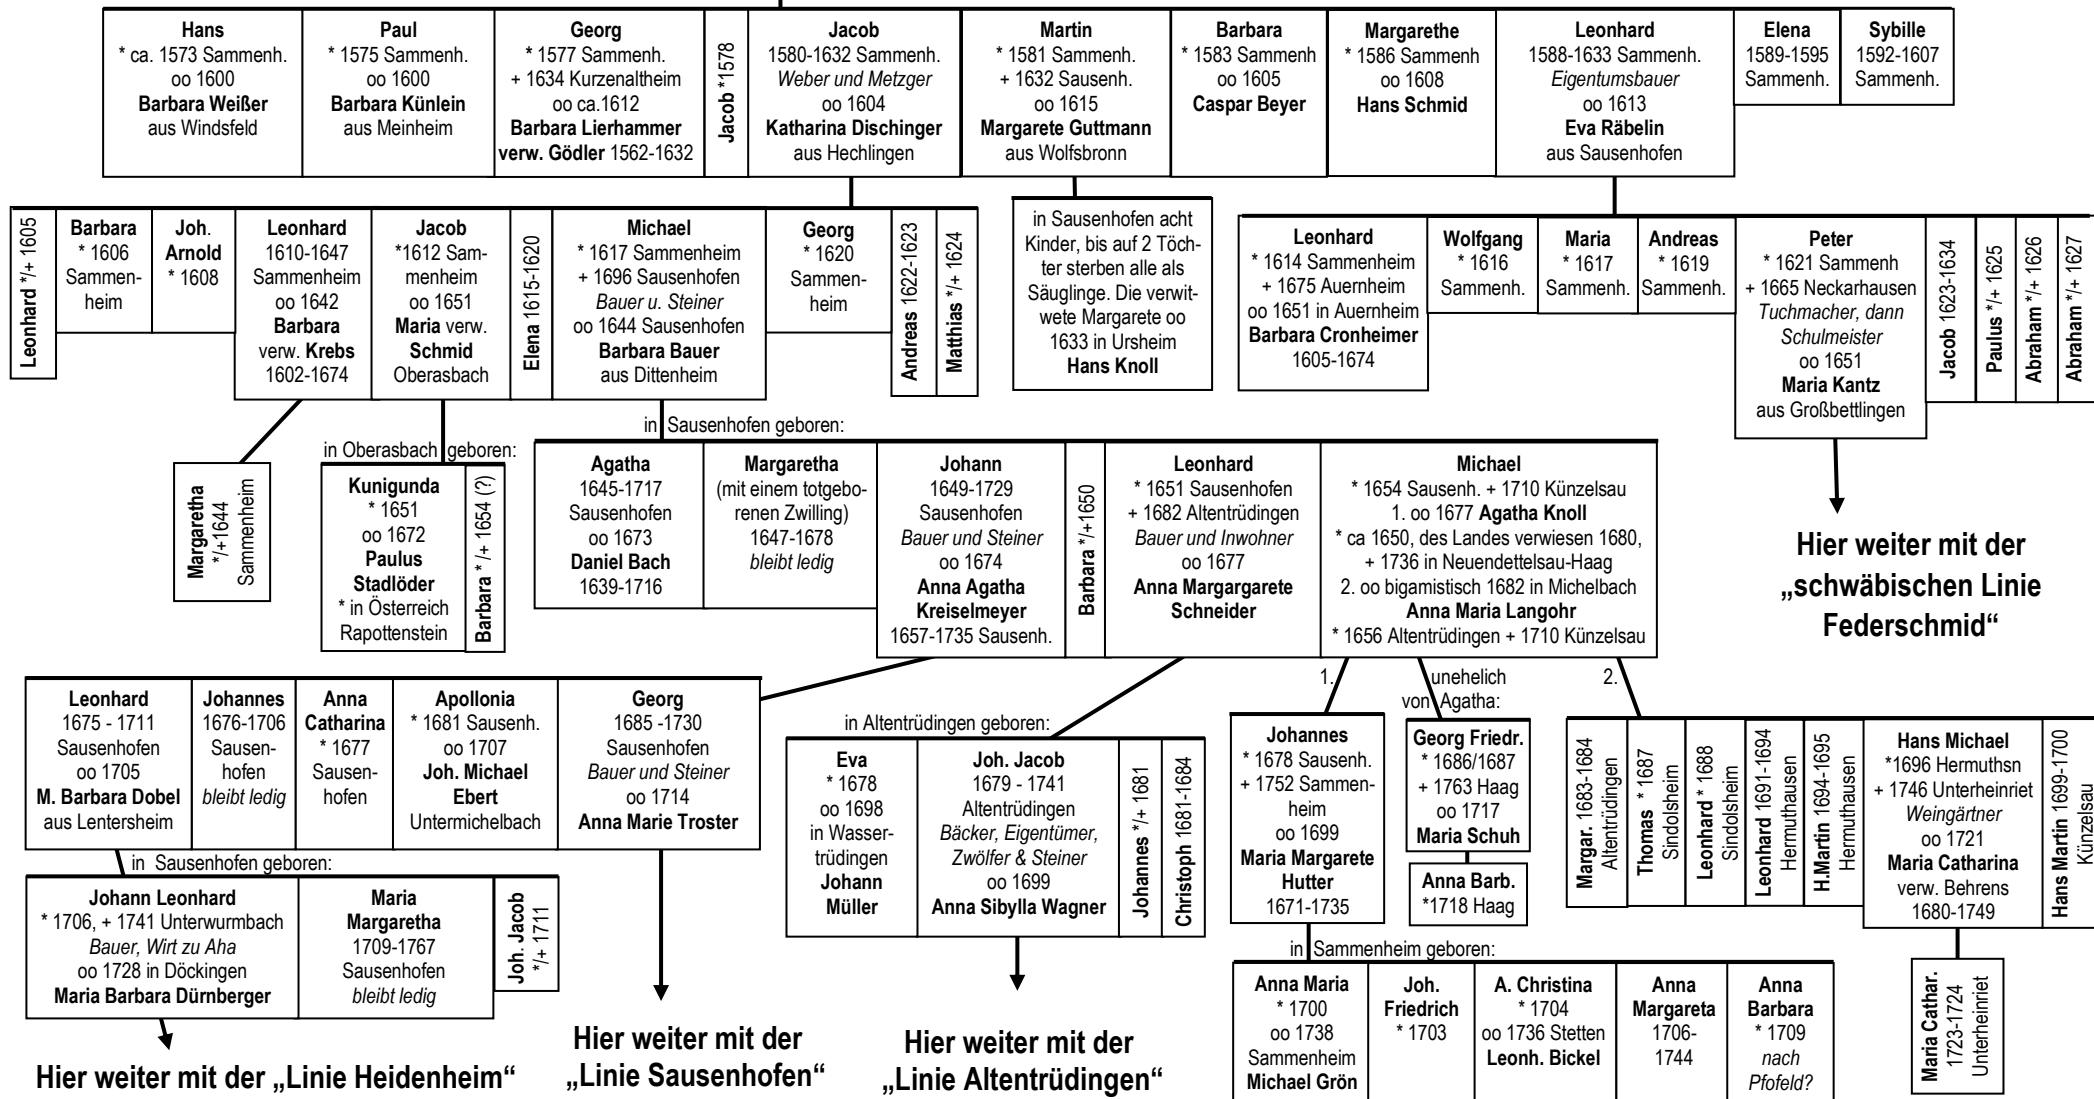 Hans
* ca. 1573 Sammenh.
oo 1600
Barbara Weißer
aus Windsfeld
Paul
* 1575 Sammenh.
oo 1600
Barbara Künlein
aus Meinheim
Georg
* 1577 Sammenh.
+ 1634 Kurzenaltheim
oo ca.1612
Barbara Lierhammer
verw. Gödler 1562-1632
Jacob *1578
Jacob
1580-1632 Sammenh.
Weber und Metzger
oo 1604
Katharina Dischinger
aus Hechlingen
Martin
* 1581 Sammenh.
+ 1632 Sausenh.
oo 1615
Margarete Guttmann
aus Wolfsbronn
Barbara
* 1583 Sammenh
oo 1605
Caspar Beyer
Margarethe
* 1586 Sammenh
oo 1608
Hans Schmid
Leonhard
1588-1633 Sammenh.
Eigentumsbauer
oo 1613
Eva Räbelin
aus Sausenhofen
Elena
1589-1595
Sammenh.
Sybille
1592-1607
Sammenh.
Leonhard */+ 1605
Barbara
* 1606
Sammen-
heim
Joh.
Arnold
* 1608
Leonhard
1610-1647
Sammenheim
oo 1642
Barbara
verw. Krebs
1602-1674
Jacob
*1612 Sam-
menheim
oo 1651
Maria verw.
Schmid
Oberasbach
Elena 1615-1620
Michael
* 1617 Sammenheim
+ 1696 Sausenhofen
Bauer u. Steiner
oo 1644 Sausenhofen
Barbara Bauer
aus Dittenheim
Georg
* 1620
Sammen-
heim
Andreas 1622-1623
Matthias */+ 1624
in Sausenhofen acht
Kinder, bis auf 2 Töch-
ter sterben alle als
Säuglinge. Die verwit-
wete Margarete oo
1633 in Ursheim
Hans Knoll
Leonhard
* 1614 Sammenheim
+ 1675 Auernheim
oo 1651 in Auernheim
Barbara Cronheimer
1605-1674
Wolfgang
* 1616
Sammenh.
Maria
* 1617
Sammenh.
Andreas
* 1619
Sammenh.
Peter
* 1621 Sammenh
+ 1665 Neckarhausen
Tuchmacher, dann
Schulmeister
oo 1651
Maria Kantz
aus Großbettlingen
Jacob 1623-1634
Paulus */+ 1625
Abraham */+ 1626
Abraham */+ 1627
Margaretha
*/+1644
Sammenheim
in Oberasbach geboren:
Kunigunda
* 1651
oo 1672
Paulus
Stadlöder
* in Österreich
Rapottenstein
Barbara */+ 1654 (?)
in Sausenhofen geboren:
Agatha
1645-1717
Sausenhofen
oo 1673
Daniel Bach
1639-1716
Margaretha
(mit einem totgebo-
renen Zwilling)
1647-1678
bleibt ledig
Johann
1649-1729
Sausenhofen
Bauer und Steiner
oo 1674
Anna Agatha
Kreiselmeyer
1657-1735 Sausenh.
Barbara */+1650
Leonhard
* 1651 Sausenhofen
+ 1682 Altentrüdingen
Bauer und Inwohner
oo 1677
Anna Margargarete
Schneider
Michael
* 1654 Sausenh. + 1710 Künzelsau
1. oo 1677 Agatha Knoll
* ca 1650, des Landes verwiesen 1680,
+ 1736 in Neuendettelsau-Haag
2. oo bigamistisch 1682 in Michelbach
Anna Maria Langohr
* 1656 Altentrüdingen + 1710 Künzelsau
Hier weiter mit der
„schwäbischen Linie
Federschmid“
Leonhard
1675 - 1711
Sausenhofen
oo 1705
M. Barbara Dobel
aus Lentersheim
Johannes
1676-1706
Sausen-
hofen
bleibt ledig
Anna
Catharina
* 1677
Sausen-
hofen
Apollonia
* 1681 Sausenh.
oo 1707
Joh. Michael
Ebert
Untermichelbach
Georg
1685 -1730
Sausenhofen
Bauer und Steiner
oo 1714
Anna Marie Troster
in Altentrüdingen geboren:
Eva
* 1678
oo 1698
in Wasser-
trüdingen
Johann
Müller
Joh. Jacob
1679 - 1741
Altentrüdingen
Bäcker, Eigentümer,
Zwölfer & Steiner
oo 1699
Anna Sibylla Wagner
Johannes */+ 1681
Christoph 1681-1684
1.
Johannes
* 1678 Sausenh.
+ 1752 Sammen-
heim
oo 1699
Maria Margarete
Hutter
1671-1735
unehelich
von Agatha:
Georg Friedr.
* 1686/1687
+ 1763 Haag
oo 1717
Maria Schuh
Anna Barb.
*1718 Haag
2.
Margar. 1683-1684
Altentrüdingen
Thomas * 1687
Sindolsheim
Leonhard * 1688
Sindolsheim
Leonhard 1691-1694
Hermuthausen
H.Martin 1694-1695
Hermuthausen
Hans Michael
*1696 Hermuthsn
+ 1746 Unterheinriet
Weingärtner
oo 1721
Maria Catharina
verw. Behrens
1680-1749
Hans Martin 1699-1700
Künzelsau
in Sausenhofen geboren:
Johann Leonhard
* 1706, + 1741 Unterwurmbach
Bauer, Wirt zu Aha
oo 1728 in Döckingen
Maria Barbara Dürnberger
Maria
Margaretha
1709-1767
Sausenhofen
bleibt ledig
Joh. Jacob
*/+ 1711
in Sammenheim geboren:
Anna Maria
* 1700
oo 1738
Sammenheim
Michael Grön
Joh.
Friedrich
* 1703
A. Christina
* 1704
oo 1736 Stetten
Leonh. Bickel
Anna
Margareta
1706-
1744
Anna
Barbara
* 1709
nach
Pfofeld?
Maria Cathar.
1723-1724
Unterheinriet
Hier weiter mit der „Linie Heidenheim“
Hier weiter mit der
„Linie Sausenhofen“
Hier weiter mit der
„Linie Altentrüdingen“